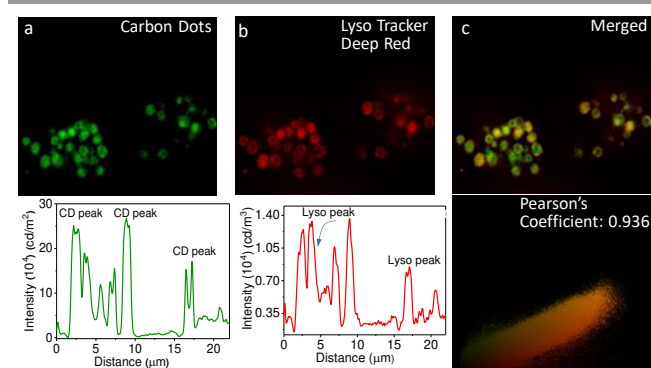 a
Carbon Dots
b
Lyso Tracker
Deep Red
c
Merged
30
20
10
0
Intensity (10⁴) (cd/m²)
CD peak
CD peak
CD peak
0
5
10
15
20
Distance (μm)
1.40
1.05
0.70
0.35
Intensity (10⁴) (cd/m³)
Lyso peak
Lyso peak
0
5
10
15
20
Distance (μm)
Pearson's
Coefficient: 0.936